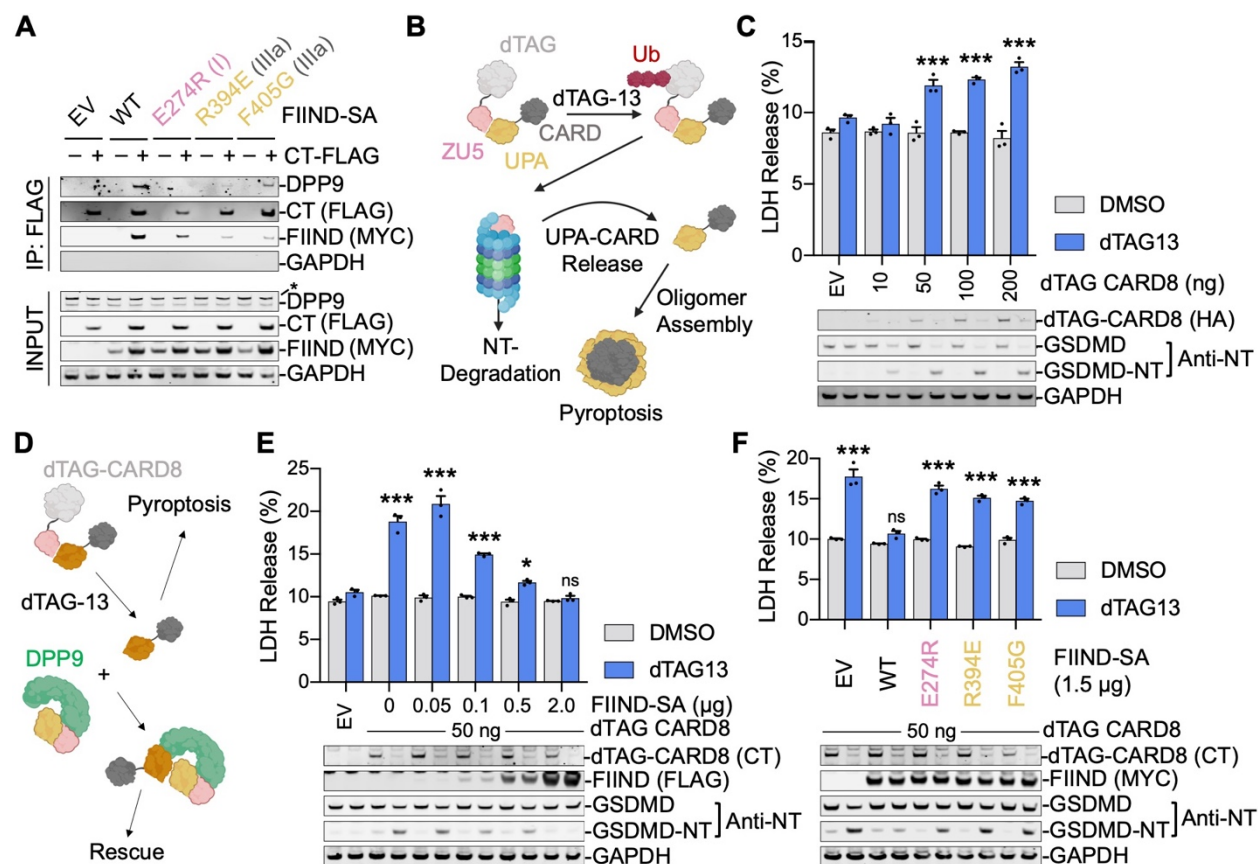 A
EV
WT
E274R (I)
R394E (IIIa)
F405G (IIIa)
FIIND-SA
– + – + – + – + – + CT-FLAG
IP: FLAG
-DPP9
-CT (FLAG)
-FIIND (MYC)
-GAPDH
INPUT
*
-DPP9
-CT (FLAG)
-FIIND (MYC)
-GAPDH
B
dTAG
Ub
dTAG-13
CARD
ZU5
UPA
UPA-CARD
Release
Oligomer
Assembly
NT-
Degradation
Pyroptosis
C
LDH Release (%)
15
10
5
0
*** *** ***
DMSO
dTAG13
EV 10 50 100 200
dTAG CARD8 (ng)
-dTAG-CARD8 (HA)
-GSDMD
-GSDMD-NT
Anti-NT
-GAPDH
D
dTAG-CARD8
Pyroptosis
dTAG-13
DPP9
+
Rescue
E
LDH Release (%)
25
20
15
10
5
0
*** *** *** * ns
DMSO
dTAG13
EV 0 0.05 0.1 0.5 2.0 FIIND-SA (µg)
50 ng dTAG CARD8
-dTAG-CARD8 (CT)
-FIIND (FLAG)
-GSDMD
-GSDMD-NT
Anti-NT
-GAPDH
F
LDH Release (%)
20
15
10
5
0
*** ns *** *** ***
DMSO
dTAG13
EV
WT
E274R
R394E
F405G
FIIND-SA
(1.5 µg)
50 ng dTAG CARD8
-dTAG-CARD8 (CT)
-FIIND (MYC)
-GSDMD
-GSDMD-NT
Anti-NT
-GAPDH